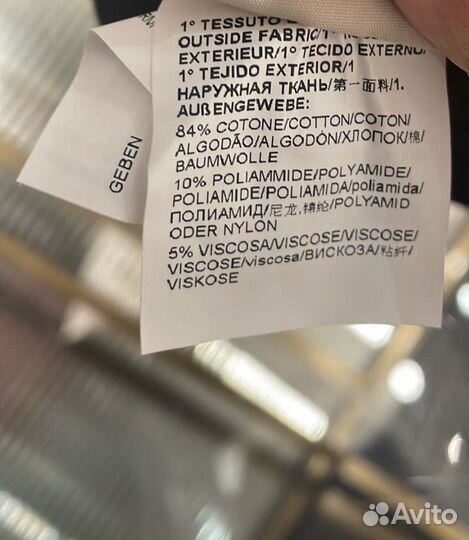 1° TESSUTO
OUTSIDE FABRIC/1°
EXTERIEUR/1° TECIDO EXTERNO/
1° TEJIDO EXTERIOR/1
НАРУЖНАЯ ТКАНЬ/第一面料/1.
AUßENGEWEBE:
84% COTONE/COTTON/COTON/
ALGODÃO/ALGODÓN/ХЛОПОК/棉/
BAUMWOLLE
10% POLIAMMIDE/POLYAMIDE/
POLIAMIDE/POLIAMIDA/poliamida/
ПОЛИАМИД/尼龙,锦纶/POLYAMID
ODER NYLON
5% VISCOSA/VISCOSE/VISCOSE/
VISCOSE/viscosa/ВИСКОЗА/粘纤/
VISKOSE
GEBEN
Avito